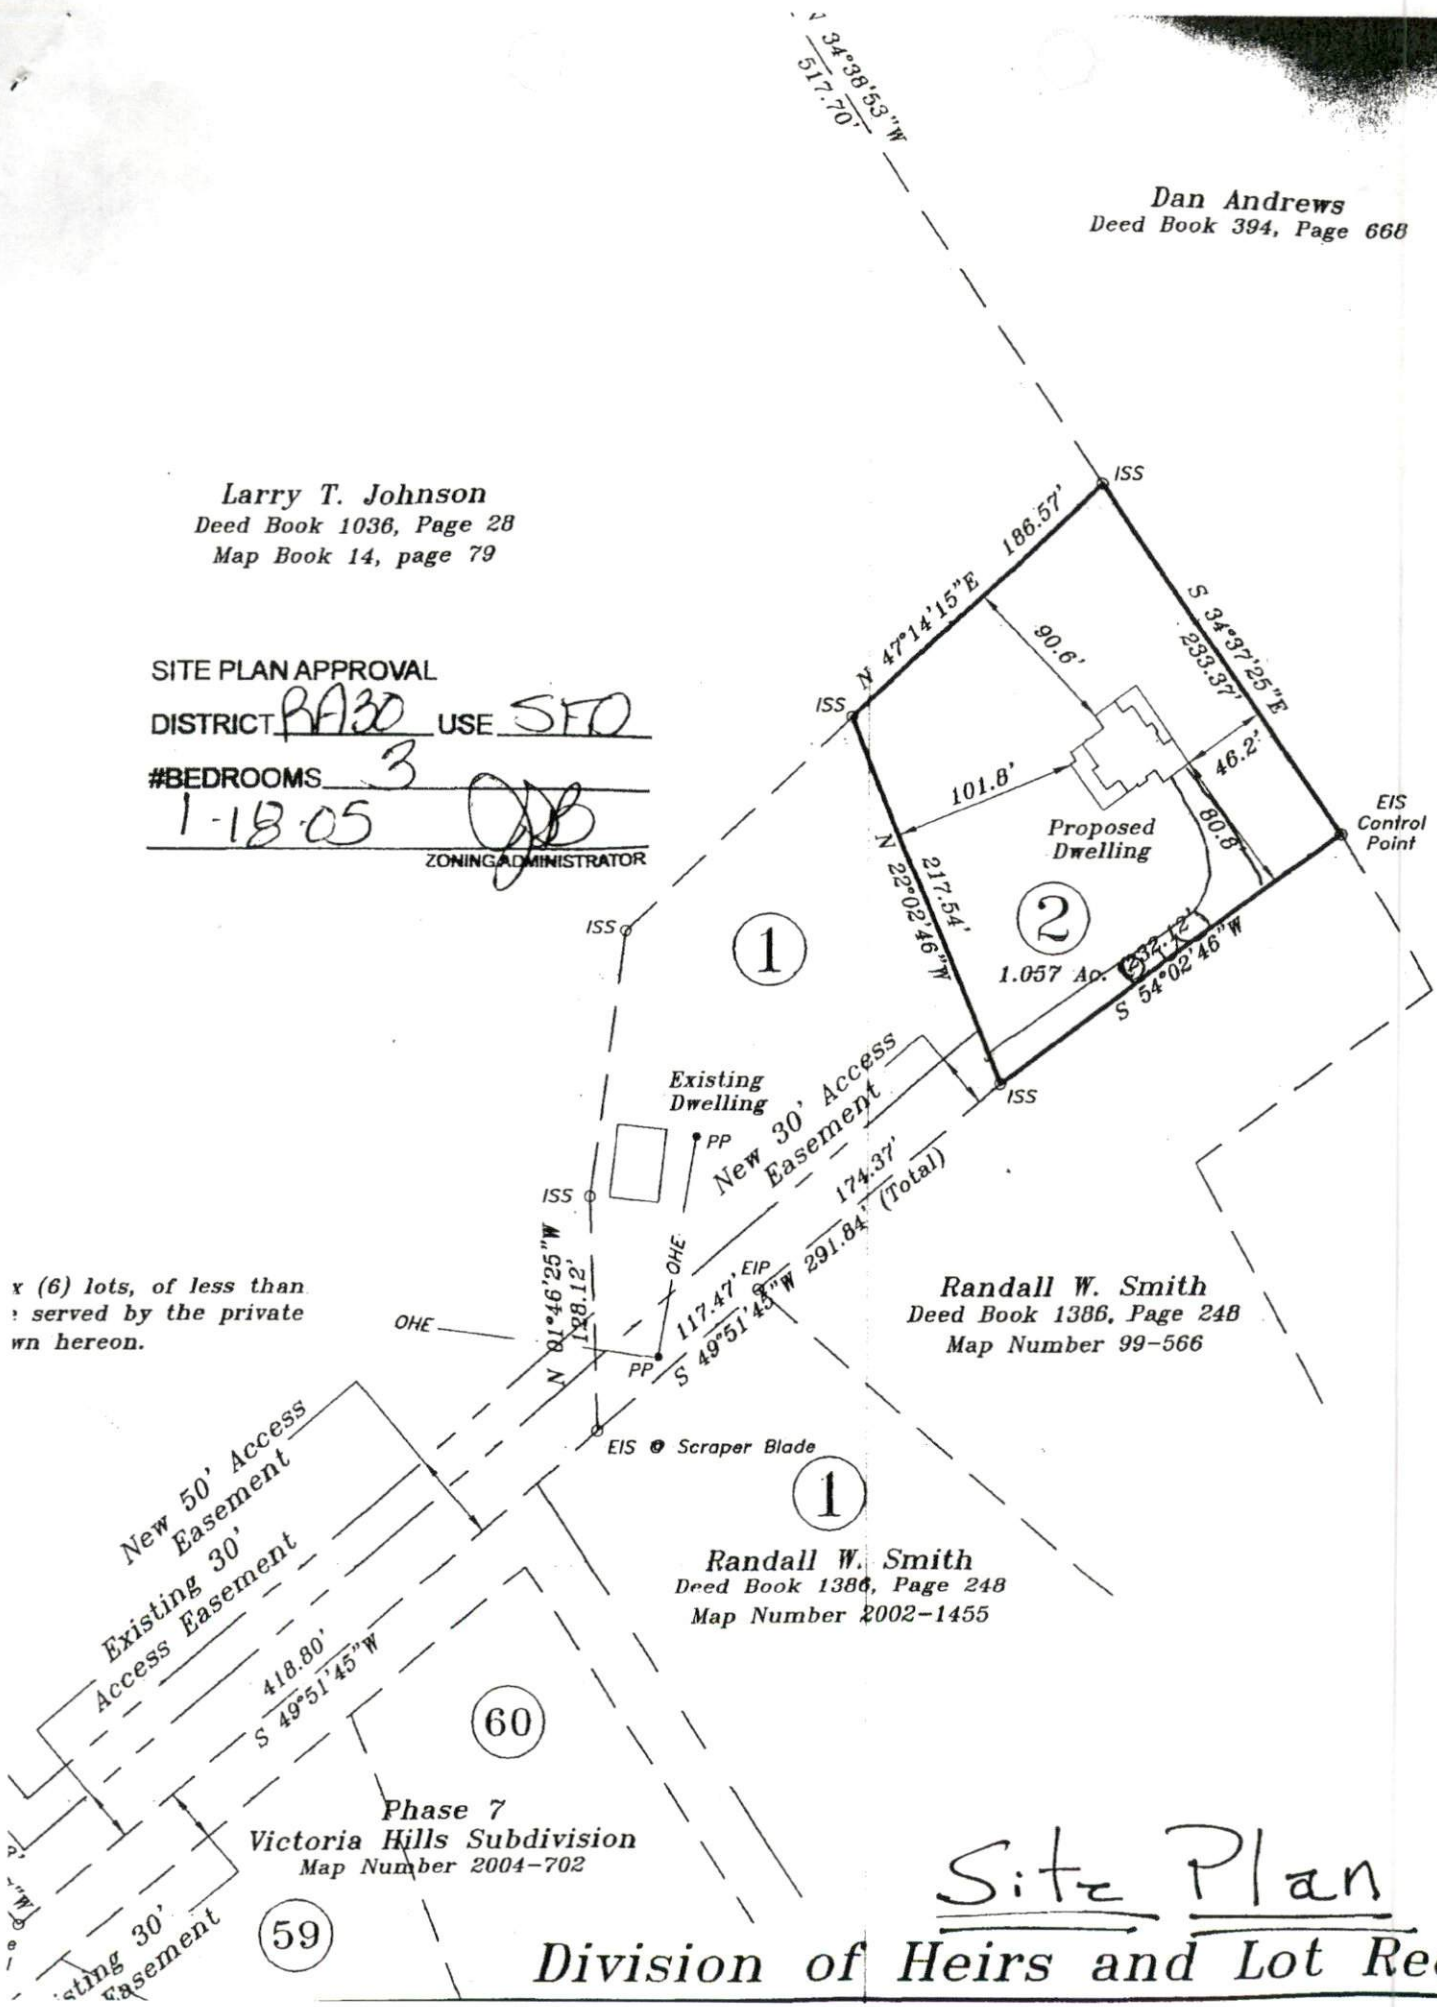 N 34°38'53"W
517.70'
Dan Andrews
Deed Book 394, Page 668
Larry T. Johnson
Deed Book 1036, Page 28
Map Book 14, page 79
SITE PLAN APPROVAL
DISTRICT RA30 USE SFD
#BEDROOMS 3
1-18-05
ZONING ADMINISTRATOR
ISS
186.57'
N 47°14'15"E
S 34°37'25"E
233.37'
90.6'
ISS
46.2'
101.8'
80.8'
EIS
Control
Point
Proposed
Dwelling
217.54'
N 22°02'46"W
2
1.057 Ac.
232.12'
S 54°02'46"W
ISS
1
ISS
Existing
Dwelling
PP
New 30' Access
Easement
174.37'
291.84' (Total)
ISS
N 01°46'25"W
128.12'
OHE
EIP
117.47'
S 49°51'45"W
Randall W. Smith
Deed Book 1386, Page 248
Map Number 99-566
x (6) lots, of less than
served by the private
wn hereon.
OHE
PP
EIS @ Scraper Blade
1
Randall W. Smith
Deed Book 1386, Page 248
Map Number 2002-1455
New 50' Access
Easement
Existing 30'
Access Easement
418.80'
S 49°51'45"W
60
Phase 7
Victoria Hills Subdivision
Map Number 2004-702
59
sting 30'
Easement
Site Plan
Division of Heirs and Lot Rec